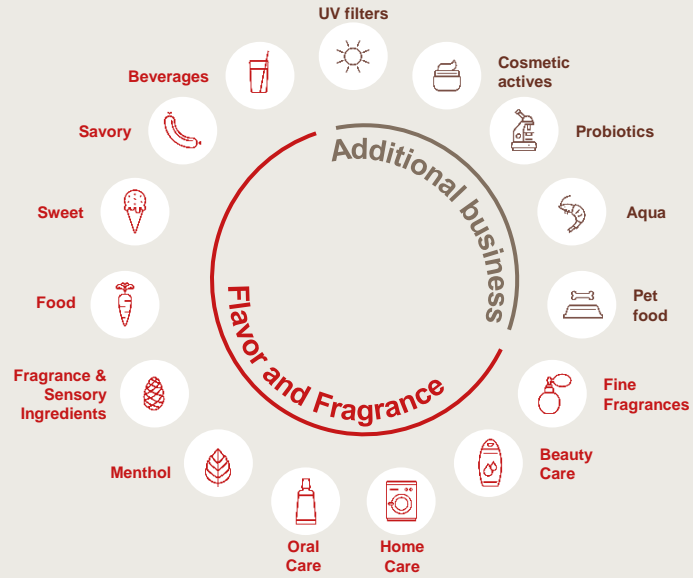 UV filters
Cosmetic
actives
Probiotics
Aqua
Pet
food
Fine
Fragrances
Beauty
Care
Home
Care
Oral
Care
Menthol
Fragrance &
Sensory
Ingredients
Food
Sweet
Savory
Beverages
Additional business
Flavor and Fragrance